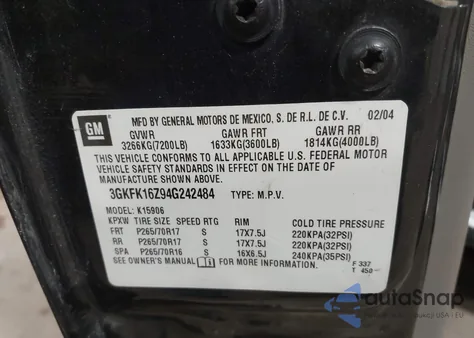 GM
MFD BY GENERAL MOTORS DE MEXICO, S. DE R.L. DE C.V. 02/04
GVWR GAWR FRT GAWR RR
3266KG(7200LB) 1633KG(3600LB) 1814KG(4000LB)
THIS VEHICLE CONFORMS TO ALL APPLICABLE U.S. FEDERAL MOTOR
VEHICLE SAFETY STANDARDS IN EFFECT ON THE DATE OF
MANUFACTURE SHOWN ABOVE.
3GKFK16Z94G242484 TYPE: M.P.V.
MODEL: K15906
KPXW TIRE SIZE SPEED RTG RIM COLD TIRE PRESSURE
FRT P265/70R17 S 17X7.5J 220KPA(32PSI)
RR P265/70R17 S 17X7.5J 220KPA(32PSI)
SPA P265/70R16 S 16X6.5J 240KPA(35PSI)
SEE OWNER'S MANUAL FOR MORE INFORMATION.
F 337
T 450
autoSnap